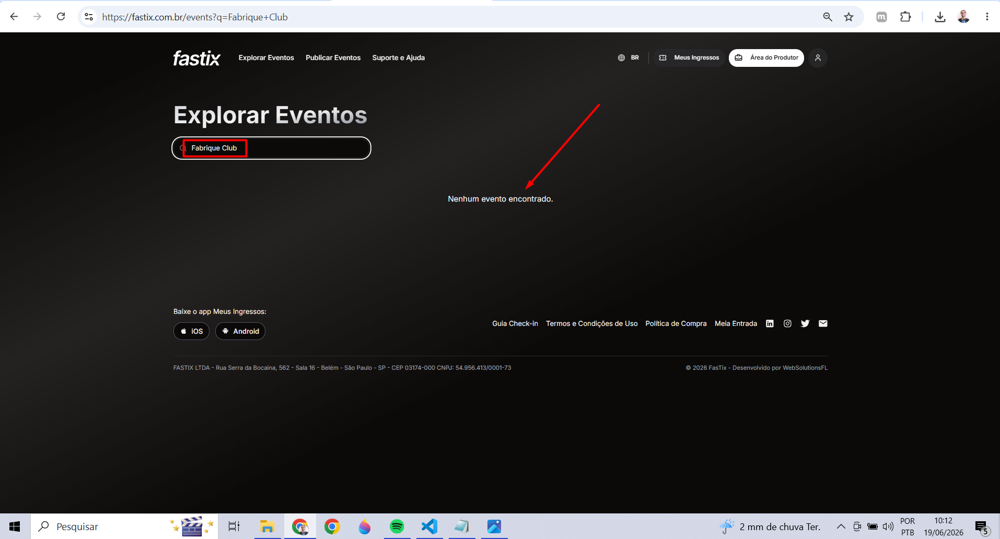 https://fastix.com.br/events?q=Fabrique+Club
m
fastix
Explorar Eventos
Publicar Eventos
Suporte e Ajuda
BR
Meus Ingressos
Área do Produtor
Explorar Eventos
Fabrique Club
Nenhum evento encontrado.
Baixe o app Meus Ingressos:
iOS
Android
Guia Check-in
Termos e Condições de Uso
Política de Compra
Meia Entrada
FASTIX LTDA - Rua Serra da Bocaina, 562 - Sala 16 - Belém - São Paulo - SP - CEP 03174-000 CNPJ: 54.956.413/0001-73
© 2026 FasTix - Desenvolvido por WebSolutionsFL
Pesquisar
2 mm de chuva Ter.
POR
PTB
10:12
19/06/2026
5